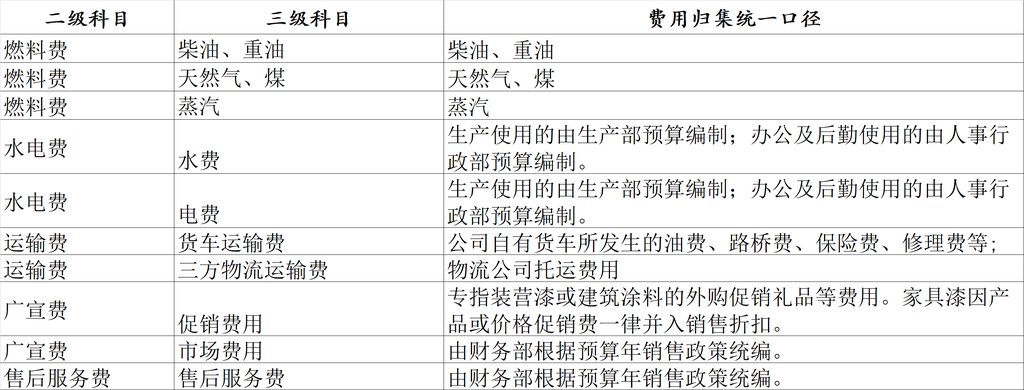 二级科目 三级科目 费用归集统一口径
燃料费 柴油、重油 柴油、重油
燃料费 天然气、煤 天然气、煤
燃料费 蒸汽 蒸汽
水电费 水费 生产使用的由生产部预算编制；办公及后勤使用的由人事行
政部预算编制。
水电费 电费 生产使用的由生产部预算编制；办公及后勤使用的由人事行
政部预算编制。
运输费 货车运输费 公司自有货车所发生的油费、路桥费、保险费、修理费等;
运输费 三方物流运输费 物流公司托运费用
广宣费 促销费用 专指装营漆或建筑涂料的外购促销礼品等费用。家具漆因产
品或价格促销费一律并入销售折扣。
广宣费 市场费用 由财务部根据预算年销售政策统编。
售后服务费 售后服务费 由财务部根据预算年销售政策统编。